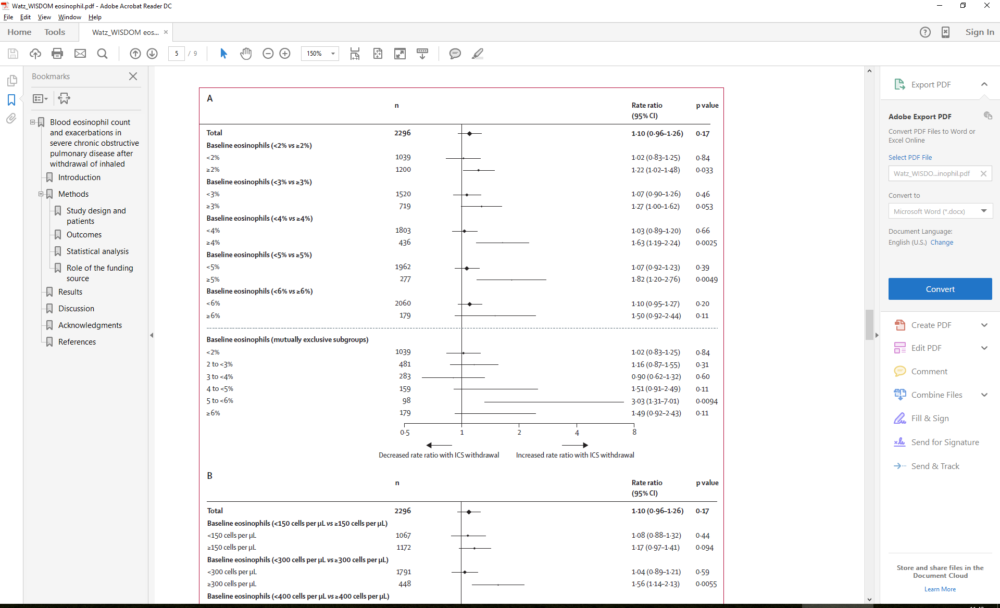 Watz_WISDOM eosinophil.pdf - Adobe Acrobat Reader DC
File Edit View Window Help
Home Tools Watz_WISDOM eos... × Sign In
5 / 9 150%
Bookmarks
Blood eosinophil count
and exacerbations in
severe chronic obstructive
pulmonary disease after
withdrawal of inhaled
Introduction
Methods
Study design and
patients
Outcomes
Statistical analysis
Role of the funding
source
Results
Discussion
Acknowledgments
References
A
n Rate ratio p value
(95% CI)
Total 2296 1·10 (0·96–1·26) 0·17
Baseline eosinophils (<2% vs ≥2%)
<2% 1039 1·02 (0·83–1·25) 0·84
≥2% 1200 1·22 (1·02–1·48) 0·033
Baseline eosinophils (<3% vs ≥3%)
<3% 1520 1·07 (0·90–1·26) 0·46
≥3% 719 1·27 (1·00–1·62) 0·053
Baseline eosinophils (<4% vs ≥4%)
<4% 1803 1·03 (0·89–1·20) 0·66
≥4% 436 1·63 (1·19–2·24) 0·0025
Baseline eosinophils (<5% vs ≥5%)
<5% 1962 1·07 (0·92–1·23) 0·39
≥5% 277 1·82 (1·20–2·76) 0·0049
Baseline eosinophils (<6% vs ≥6%)
<6% 2060 1·10 (0·95–1·27) 0·20
≥6% 179 1·50 (0·92–2·44) 0·11
Baseline eosinophils (mutually exclusive subgroups)
<2% 1039 1·02 (0·83–1·25) 0·84
2 to <3% 481 1·16 (0·87–1·55) 0·31
3 to <4% 283 0·90 (0·62–1·32) 0·60
4 to <5% 159 1·51 (0·91–2·49) 0·11
5 to <6% 98 3·03 (1·31–7·01) 0·0094
≥6% 179 1·49 (0·92–2·43) 0·11
0·5 1 2 4 8
Decreased rate ratio with ICS withdrawal Increased rate ratio with ICS withdrawal
B
n Rate ratio p value
(95% CI)
Total 2296 1·10 (0·96–1·26) 0·17
Baseline eosinophils (<150 cells per µL vs ≥150 cells per µL)
<150 cells per µL 1067 1·08 (0·88–1·32) 0·44
≥150 cells per µL 1172 1·17 (0·97–1·41) 0·094
Baseline eosinophils (<300 cells per µL vs ≥300 cells per µL)
<300 cells per µL 1791 1·04 (0·89–1·21) 0·59
≥300 cells per µL 448 1·56 (1·14–2·13) 0·0055
Baseline eosinophils (<400 cells per µL vs ≥400 cells per µL)
Export PDF
Adobe Export PDF
Convert PDF Files to Word or
Excel Online
Select PDF File
Watz_WISDO...inophil.pdf
Convert to
Microsoft Word (*.docx)
Document Language:
English (U.S.) Change
Convert
Create PDF
Edit PDF
Comment
Combine Files
Fill & Sign
Send for Signature
Send & Track
Store and share files in the
Document Cloud
Learn More